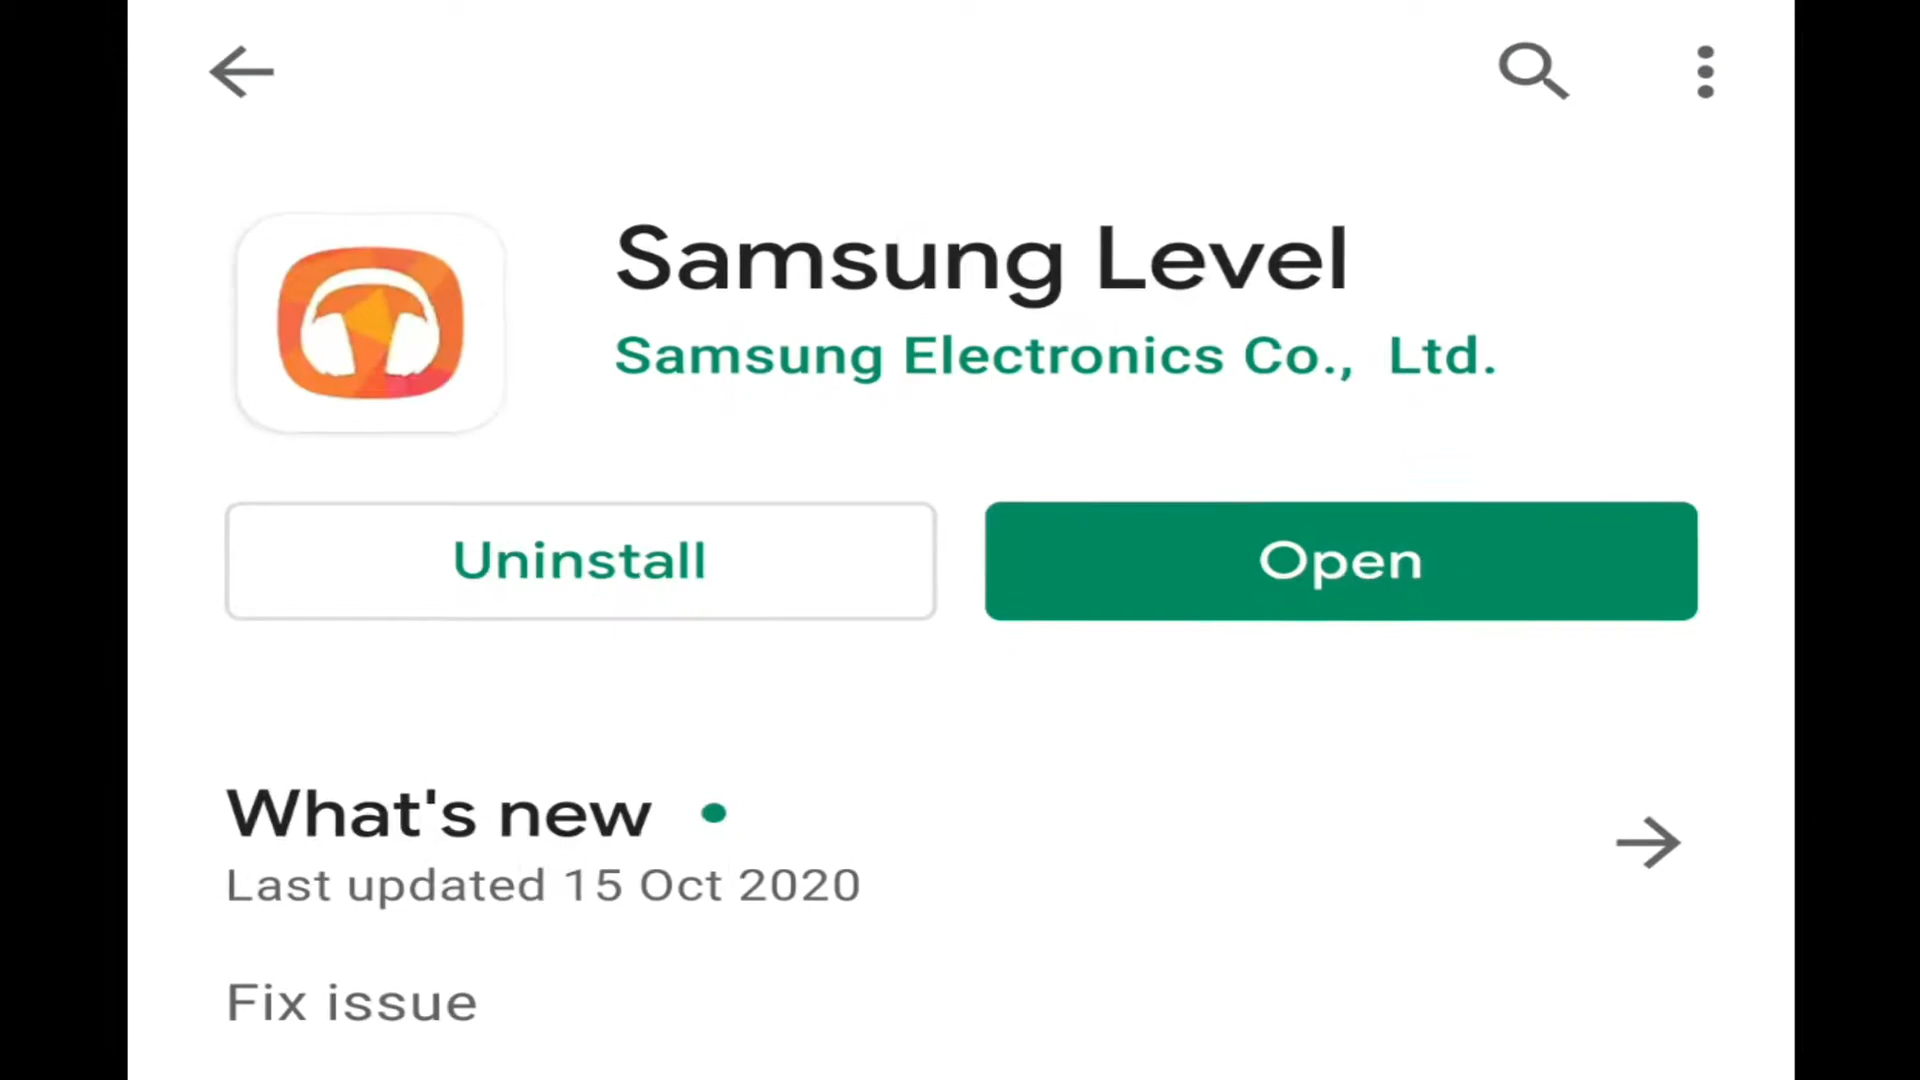 Samsung Level
Samsung Electronics Co., Ltd.
Uninstall
Open
What's new
Last updated 15 Oct 2020
Fix issue